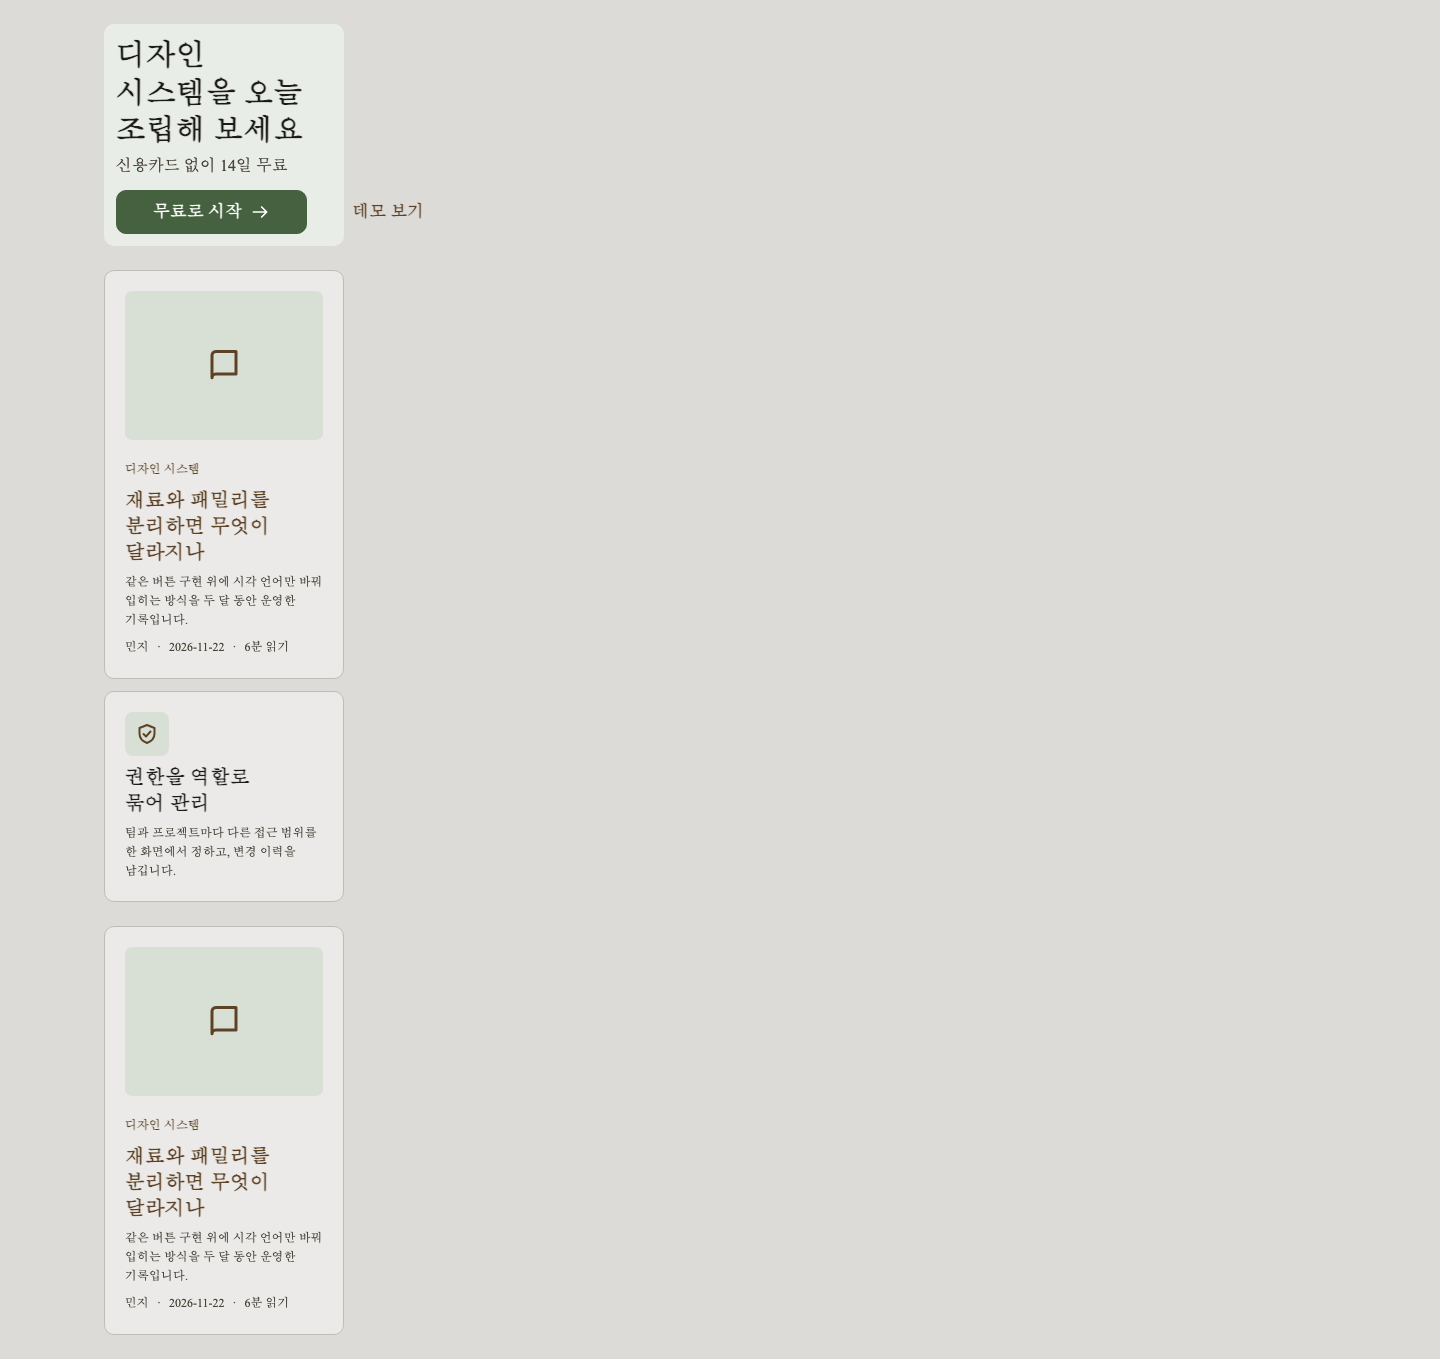 디자인
시스템을 오늘
조립해 보세요
신용카드 없이 14일 무료
무료로 시작 데모 보기
디자인 시스템
재료와 패밀리를
분리하면 무엇이
달라지나
같은 버튼 구현 위에 시각 언어만 바꿔
입히는 방식을 두 달 동안 운영한
기록입니다.
민지 · 2026-11-22 · 6분 읽기
권한을 역할로
묶어 관리
팀과 프로젝트마다 다른 접근 범위를
한 화면에서 정하고, 변경 이력을
남깁니다.
디자인 시스템
재료와 패밀리를
분리하면 무엇이
달라지나
같은 버튼 구현 위에 시각 언어만 바꿔
입히는 방식을 두 달 동안 운영한
기록입니다.
민지 · 2026-11-22 · 6분 읽기